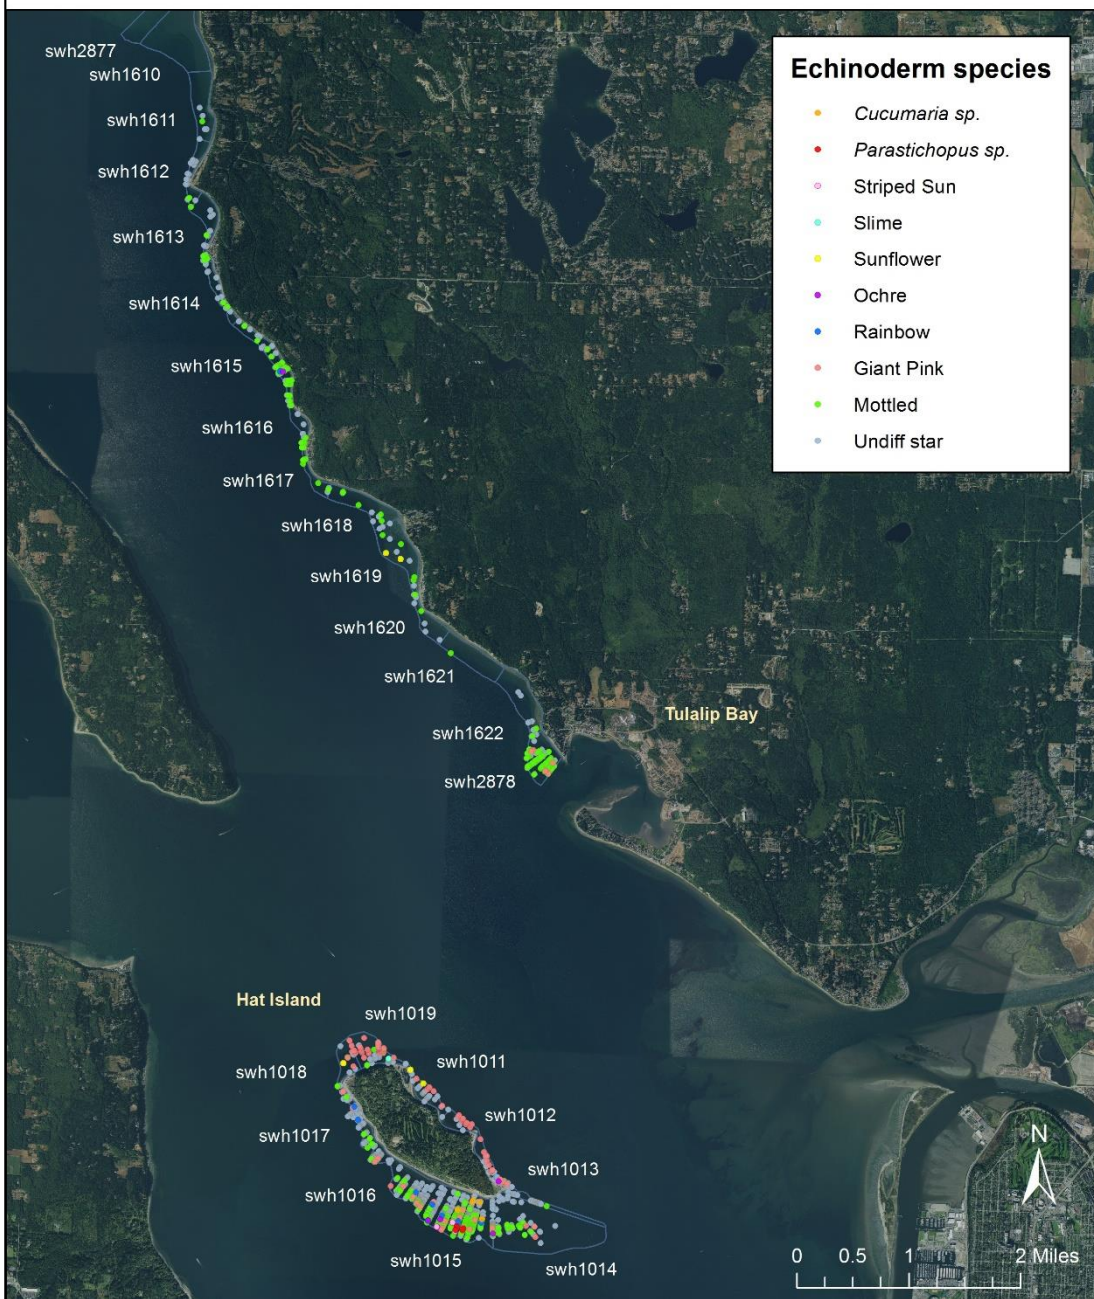 swh2877
swh1610
swh1611
swh1612
swh1613
swh1614
swh1615
swh1616
swh1617
swh1618
swh1619
swh1620
swh1621
swh1622
swh2878
Tulalip Bay
Hat Island
swh1019
swh1018
swh1011
swh1012
swh1017
swh1013
swh1016
swh1015
swh1014
Echinoderm species
Cucumaria sp.
Parastichopus sp.
Striped Sun
Slime
Sunflower
Ochre
Rainbow
Giant Pink
Mottled
Undiff star
N
0 0.5 1 2 Miles